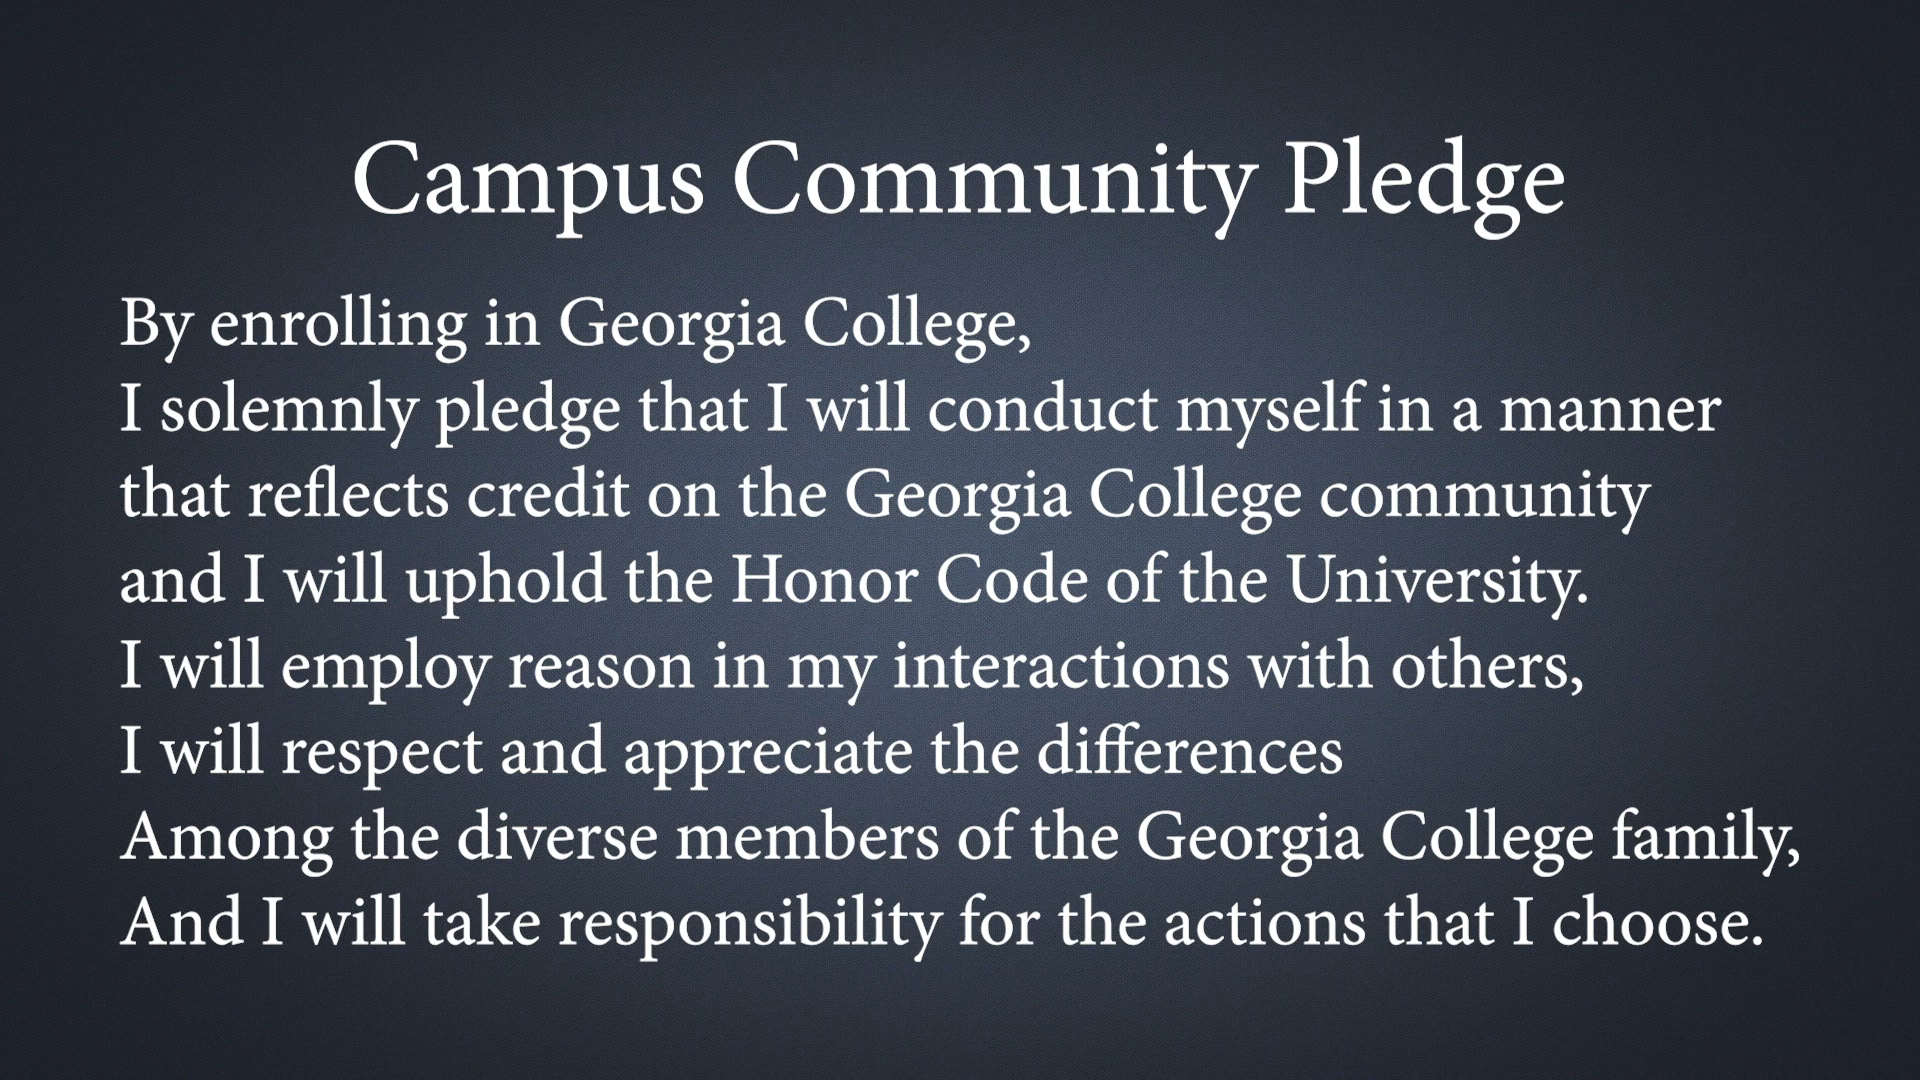 Campus Community Pledge
By enrolling in Georgia College,
I solemnly pledge that I will conduct myself in a manner
that reflects credit on the Georgia College community
and I will uphold the Honor Code of the University.
I will employ reason in my interactions with others,
I will respect and appreciate the differences
Among the diverse members of the Georgia College family,
And I will take responsibility for the actions that I choose.